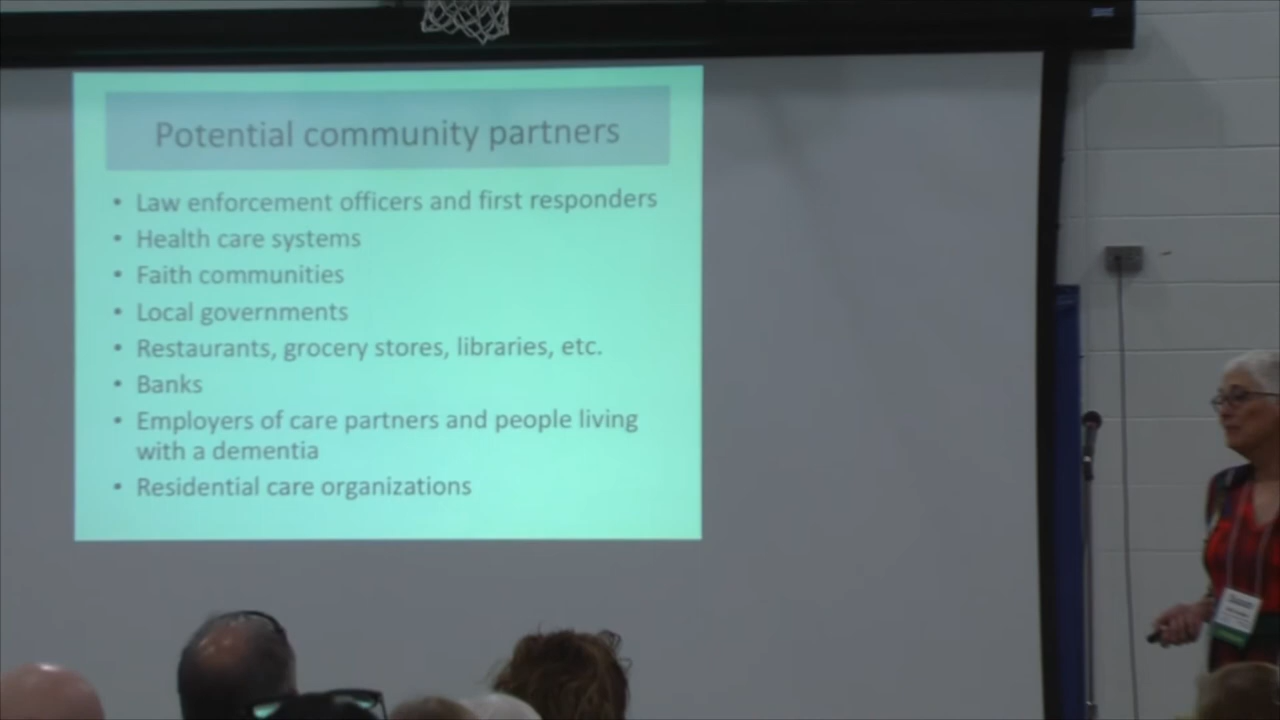 Potential community partners
• Law enforcement officers and first responders
• Health care systems
• Faith communities
• Local governments
• Restaurants, grocery stores, libraries, etc.
• Banks
• Employers of care partners and people living
with a dementia
• Residential care organizations